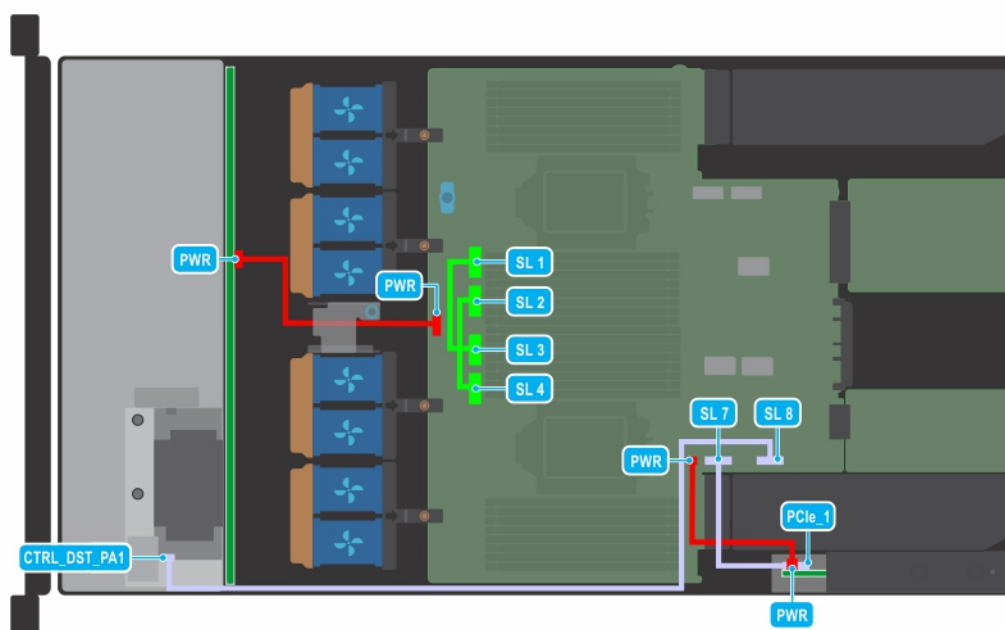 PWR
SL 1
PWR
SL 2
SL 3
SL 4
SL 7
SL 8
PWR
PCIe_1
CTRL_DST_PA1
PWR